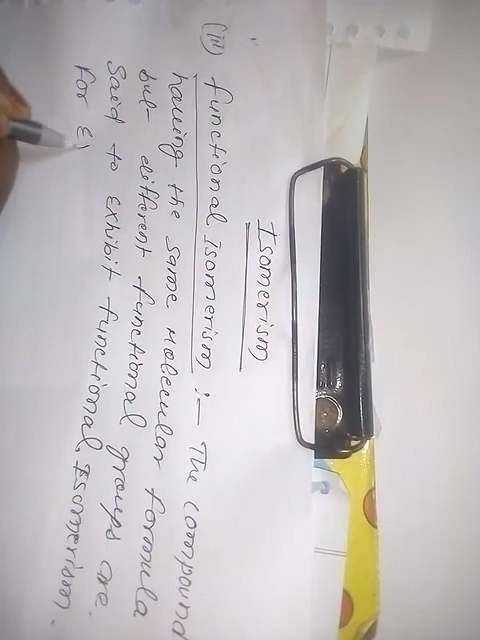 Isomerism
(iii) functional Isomerism :- The compound
having the same molecular formula
but different functional groups are
said to exhibit functional Isomerism.
for E